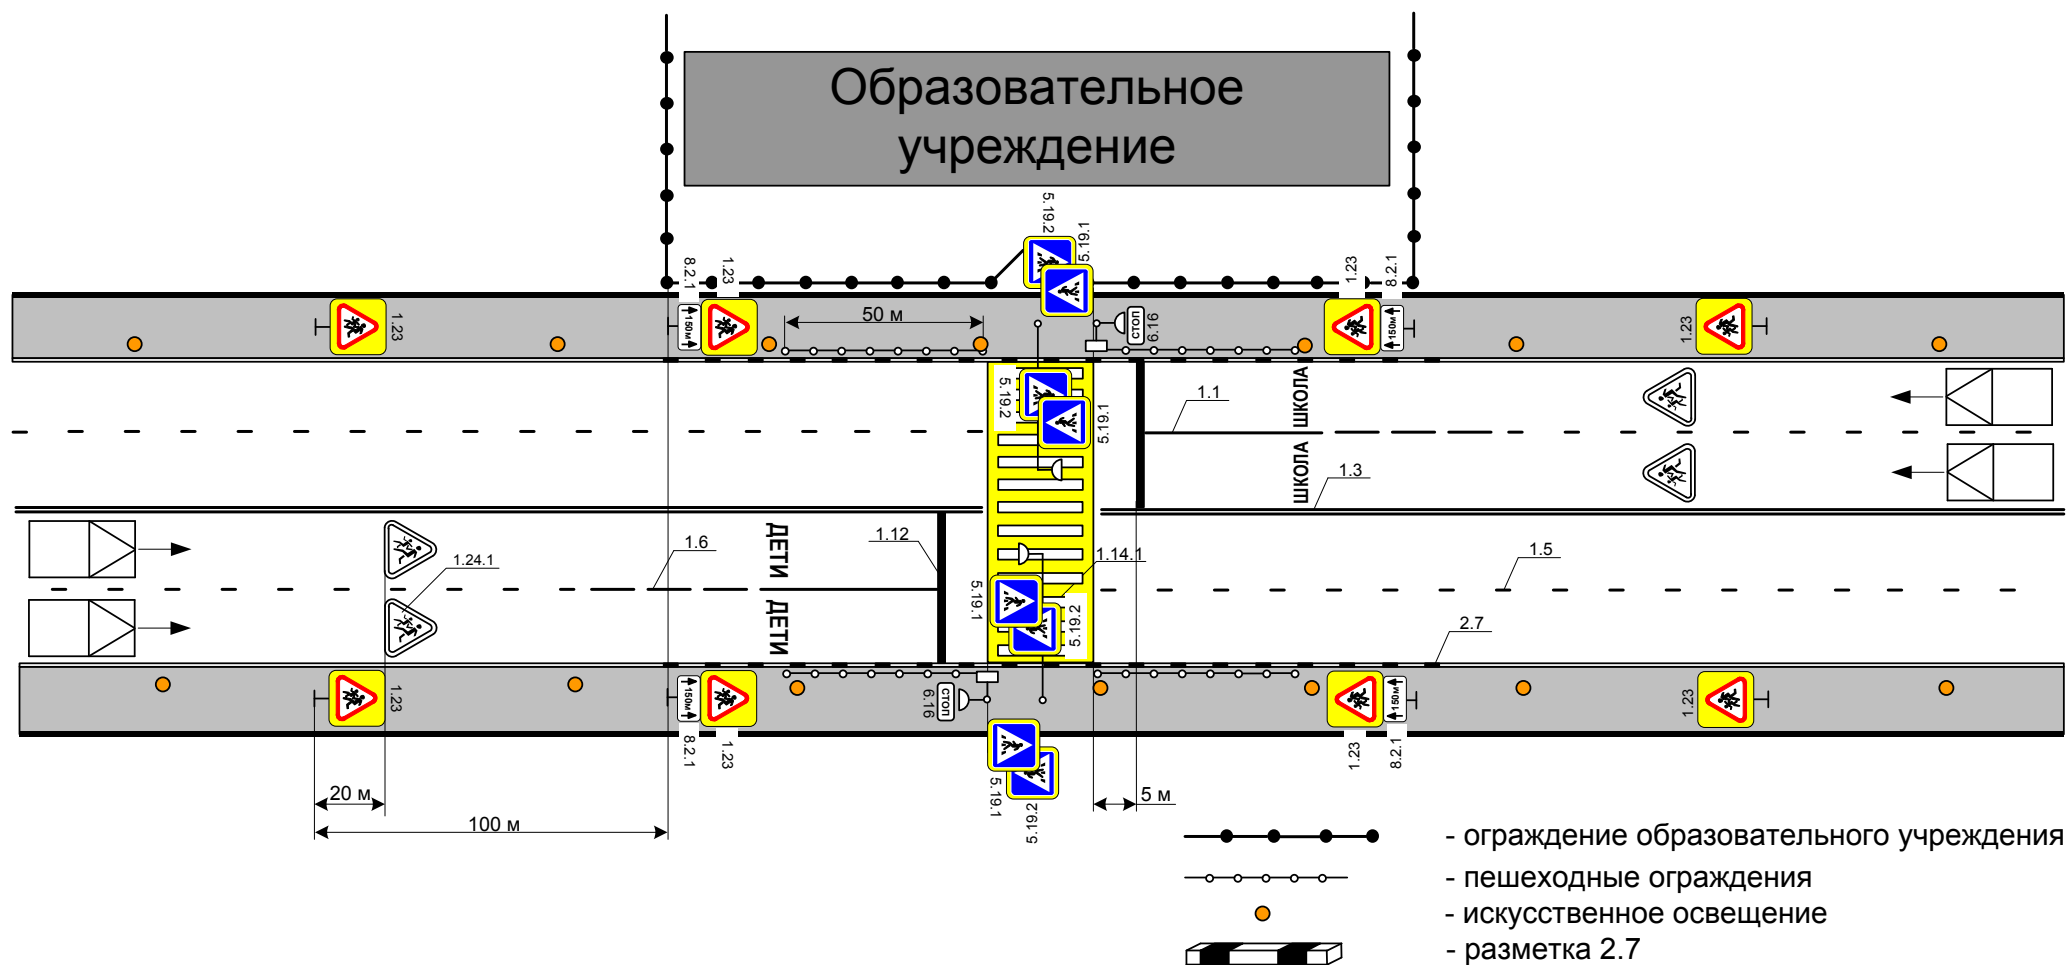 Образовательное
учреждение
5.19.2
5.19.1
8.2.1
1.23
1.23
8.2.1
1.23
150м
50 м
СТОП
6.16
150м
1.23
5.19.2
5.19.1
1.1
ШКОЛА
ШКОЛА
1.3
1.24.1
1.6
ДЕТИ
ДЕТИ
1.12
1.14.1
5.19.1
5.19.2
1.5
2.7
1.23
150м
8.2.1
1.23
6.16
СТОП
5.19.1
5.19.2
150м
1.23
8.2.1
1.23
20 м
100 м
5 м
- ограждение образовательного учреждения
- пешеходные ограждения
- искусственное освещение
- разметка 2.7